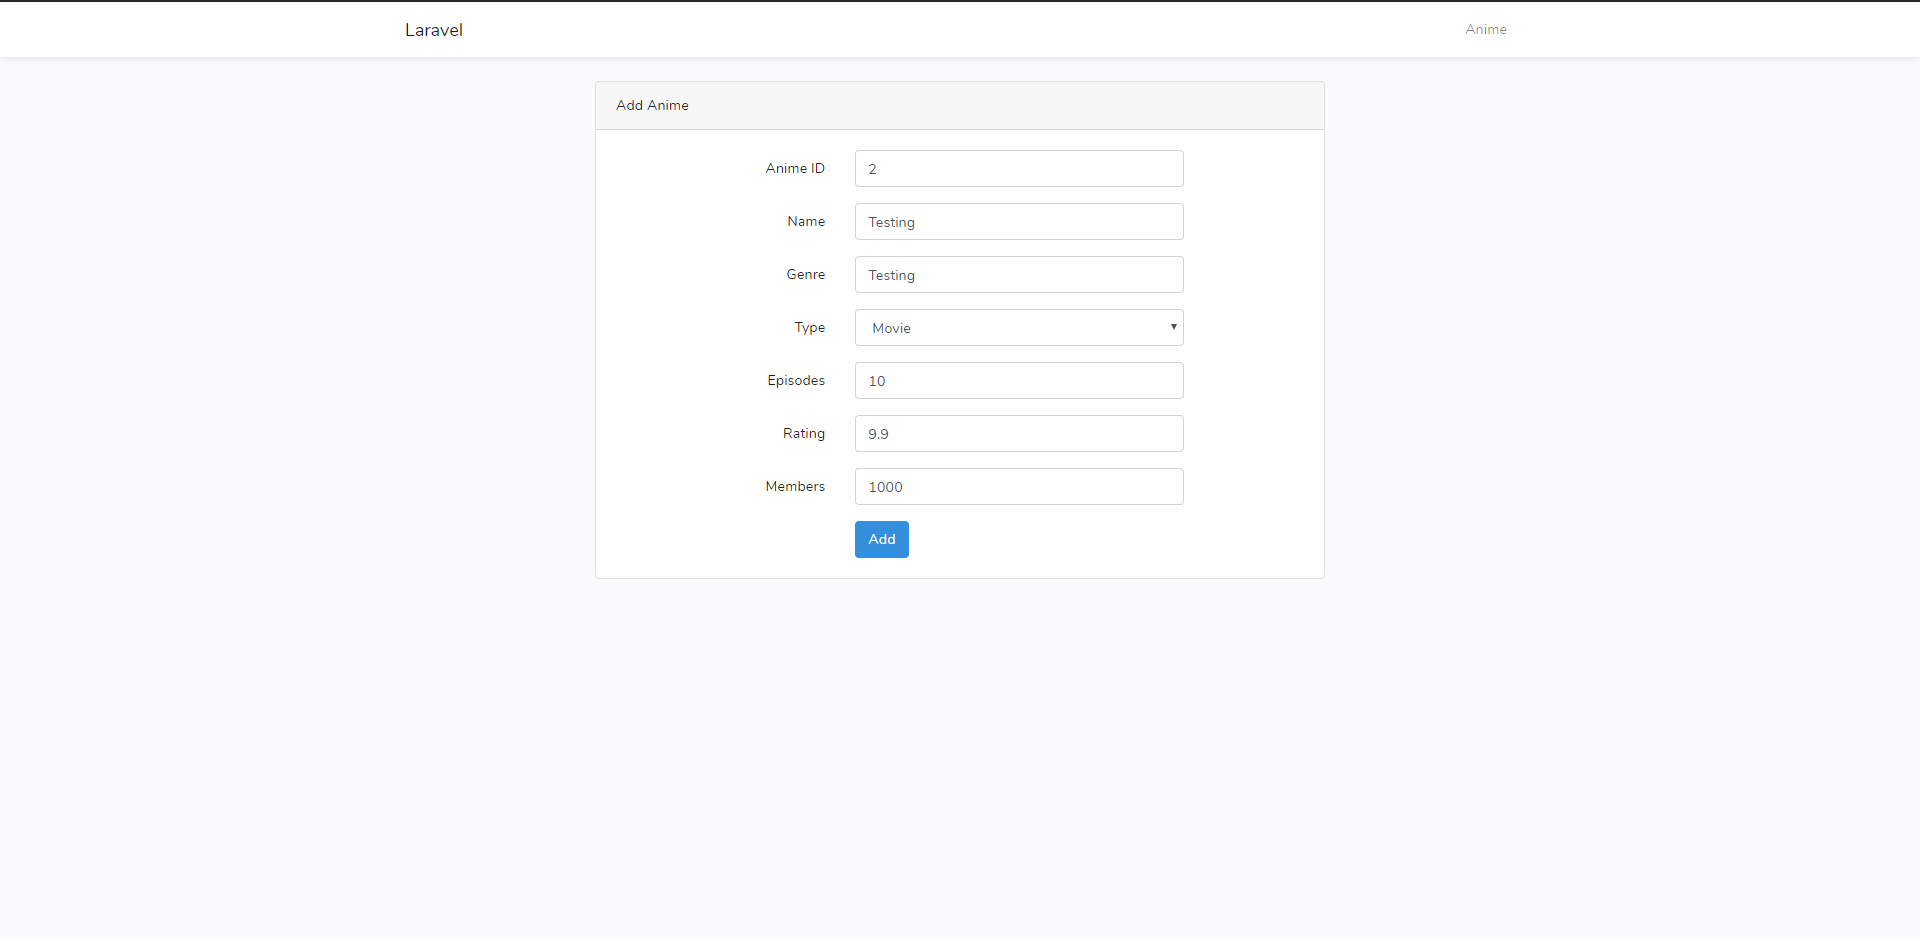 Laravel Anime
Add Anime
Anime ID 2
Name Testing
Genre Testing
Type Movie
Episodes 10
Rating 9.9
Members 1000
Add